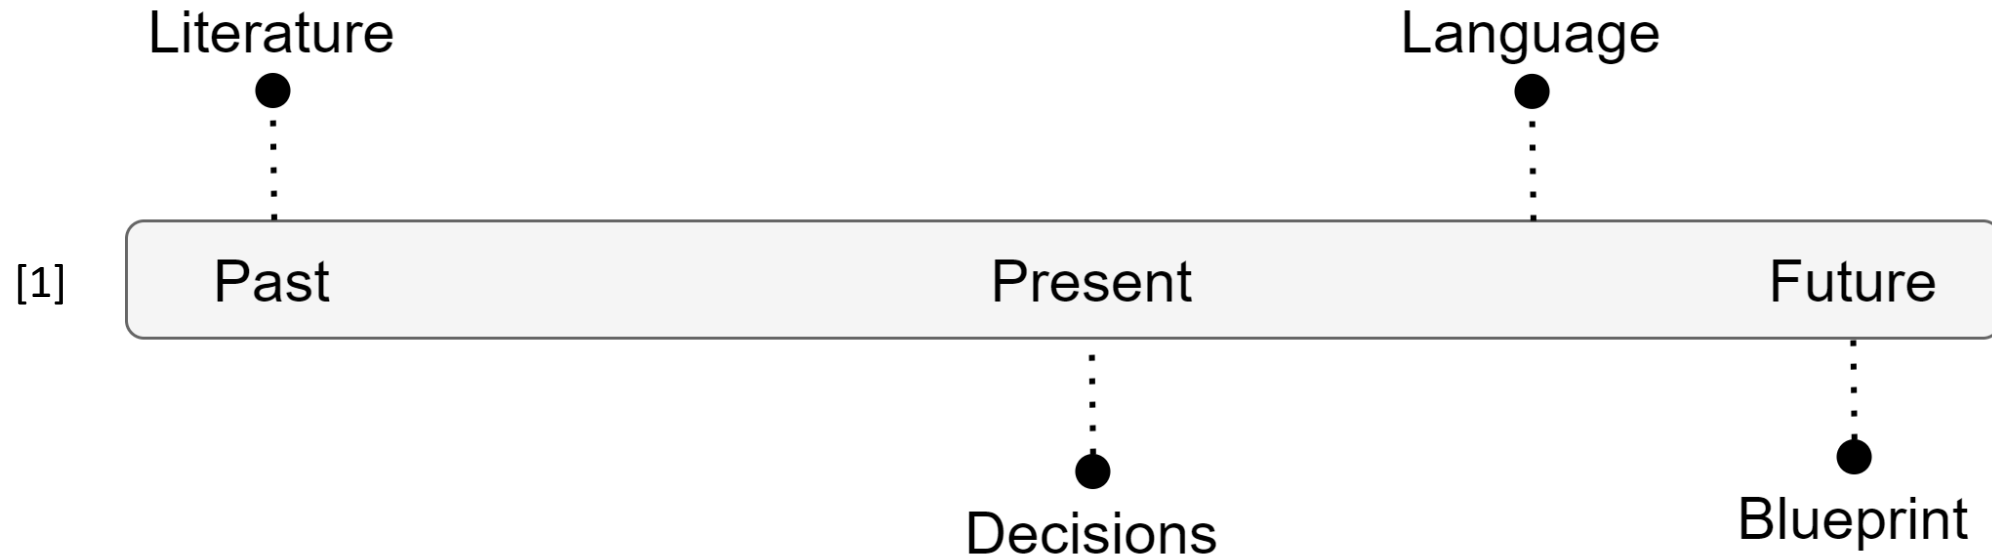 Literature
Language
[1]
Past
Present
Future
Decisions
Blueprint